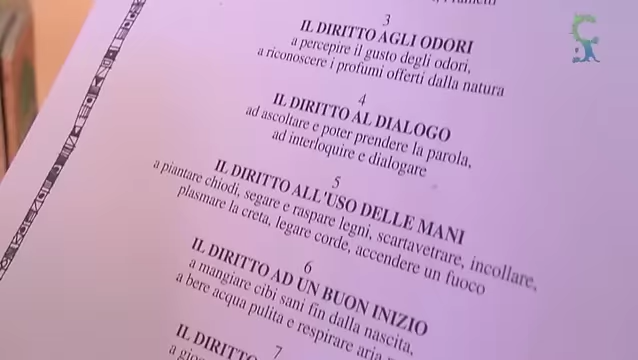 3
IL DIRITTO AGLI ODORI
a percepire il gusto degli odori,
a riconoscere i profumi offerti dalla natura
4
IL DIRITTO AL DIALOGO
ad ascoltare e poter prendere la parola,
ad interloquire e dialogare
5
IL DIRITTO ALL'USO DELLE MANI
a piantare chiodi, segare e raspare legni, scartavetrare, incollare,
plasmare la creta, legare corde, accendere un fuoco
6
IL DIRITTO AD UN BUON INIZIO
a mangiare cibi sani fin dalla nascita,
a bere acqua pulita e respirare aria
7
IL DIRITTO